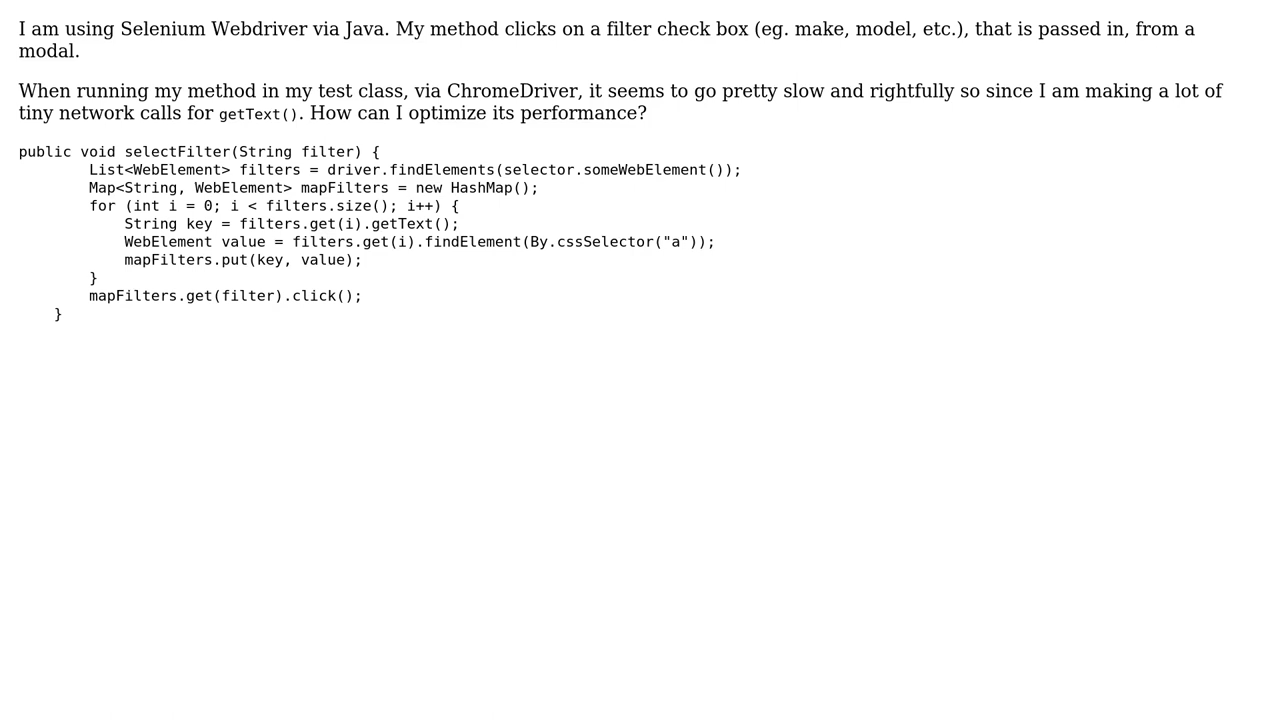 I am using Selenium Webdriver via Java. My method clicks on a filter check box (eg. make, model, etc.), that is passed in, from a
modal.
When running my method in my test class, via ChromeDriver, it seems to go pretty slow and rightfully so since I am making a lot of
tiny network calls for getText(). How can I optimize its performance?
public void selectFilter(String filter) {
        List<WebElement> filters = driver.findElements(selector.someWebElement());
        Map<String, WebElement> mapFilters = new HashMap();
        for (int i = 0; i < filters.size(); i++) {
            String key = filters.get(i).getText();
            WebElement value = filters.get(i).findElement(By.cssSelector("a"));
            mapFilters.put(key, value);
        }
        mapFilters.get(filter).click();
    }